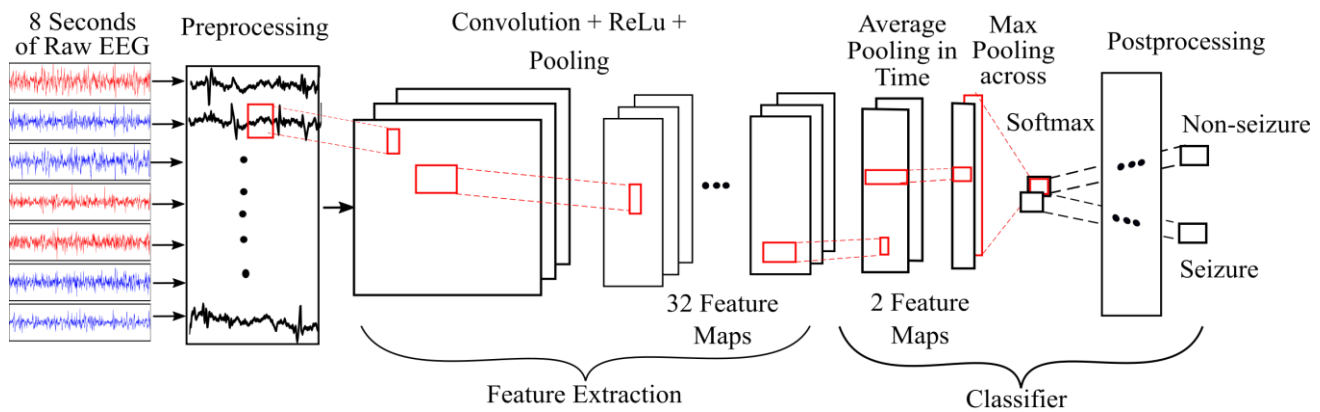 8 Seconds
of Raw EEG
Preprocessing
Convolution + ReLu +
Pooling
Average
Pooling in
Time
Max
Pooling
across
Postprocessing
Softmax
Non-seizure
Seizure
32 Feature
Maps
2 Feature
Maps
Feature Extraction
Classifier